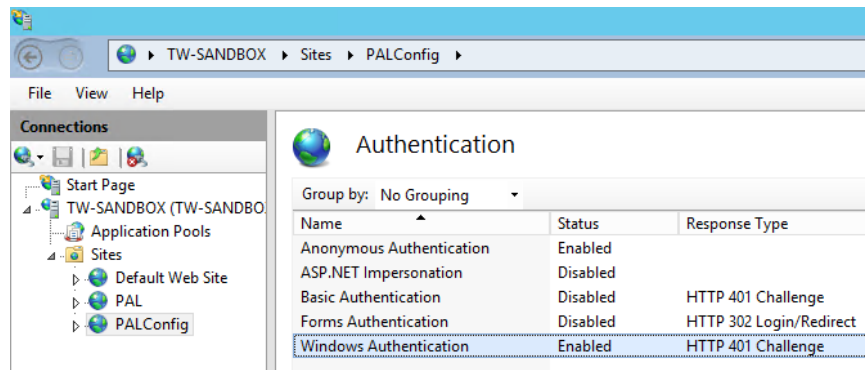 TW-SANDBOX Sites PALConfig
File View Help
Connections
Start Page
TW-SANDBOX (TW-SANDBO
Application Pools
Sites
Default Web Site
PAL
PALConfig
Authentication
Group by: No Grouping
Name Status Response Type
Anonymous Authentication Enabled
ASP.NET Impersonation Disabled
Basic Authentication Disabled HTTP 401 Challenge
Forms Authentication Disabled HTTP 302 Login/Redirect
Windows Authentication Enabled HTTP 401 Challenge